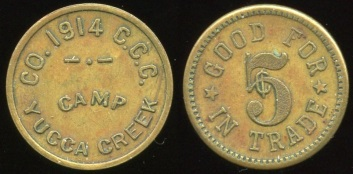 CO. 1914 C.C.C.
CAMP
YUCCA CREEK
GOOD FOR
5¢
IN TRADE